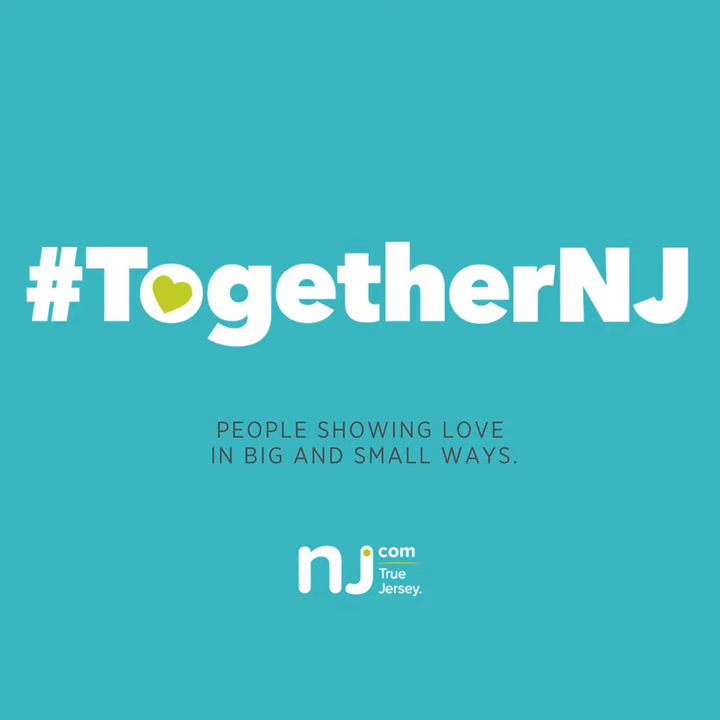 #TogetherNJ
PEOPLE SHOWING LOVE
IN BIG AND SMALL WAYS.
nj.com
True
Jersey.